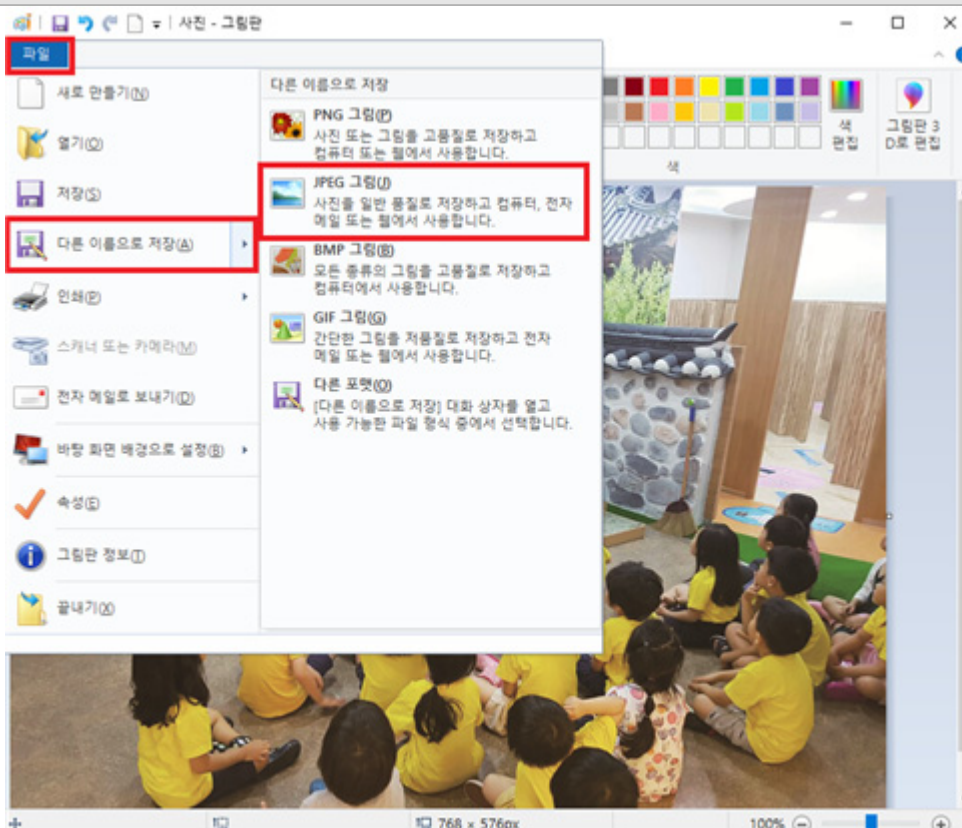 사진 - 그림판
파일
새로 만들기(N)
열기(O)
저장(S)
다른 이름으로 저장(A)
인쇄(P)
스캐너 또는 카메라(M)
전자 메일로 보내기(D)
바탕 화면 배경으로 설정(B)
속성(E)
그림판 정보(T)
끝내기(X)
다른 이름으로 저장
PNG 그림(P)
사진 또는 그림을 고품질로 저장하고
컴퓨터 또는 웹에서 사용합니다.
JPEG 그림(J)
사진을 일반 품질로 저장하고 컴퓨터, 전자
메일 또는 웹에서 사용합니다.
BMP 그림(B)
모든 종류의 그림을 고품질로 저장하고
컴퓨터에서 사용합니다.
GIF 그림(G)
간단한 그림을 저품질로 저장하고 전자
메일 또는 웹에서 사용합니다.
다른 포맷(O)
[다른 이름으로 저장] 대화 상자를 열고
사용 가능한 파일 형식 중에서 선택합니다.
색
편집
그림판 3
D로 편집
색
768 × 576px
100%